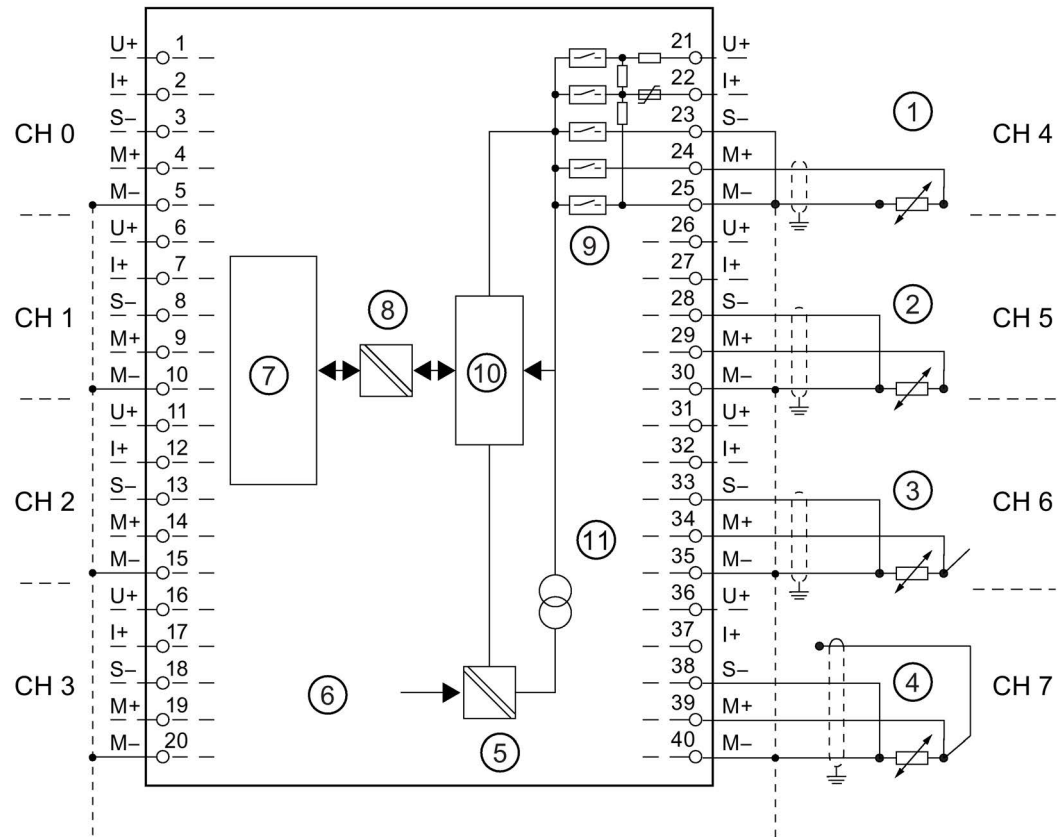 U+ 1
I+ 2
S– 3
CH 0
M+ 4
M– 5
U+ 6
I+ 7
S– 8
CH 1
M+ 9
M– 10
U+ 11
I+ 12
S– 13
CH 2
M+ 14
M– 15
U+ 16
I+ 17
S– 18
CH 3
M+ 19
M– 20
7
8
10
9
11
6
5
21 U+
22 I+
23 S–
1
CH 4
24 M+
25 M–
26 U+
27 I+
28 S–
2
CH 5
29 M+
30 M–
31 U+
32 I+
33 S–
3
CH 6
34 M+
35 M–
36 U+
37 I+
38 S–
4
CH 7
39 M+
40 M–